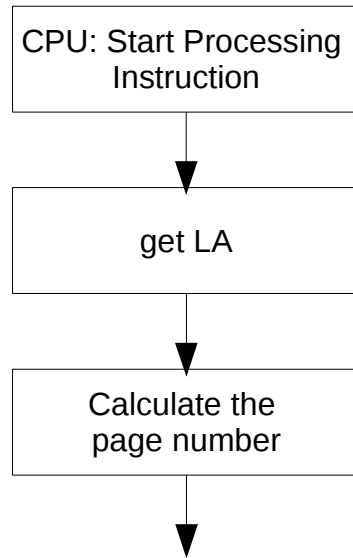 CPU: Start Processing
Instruction
get LA
Calculate the
page number